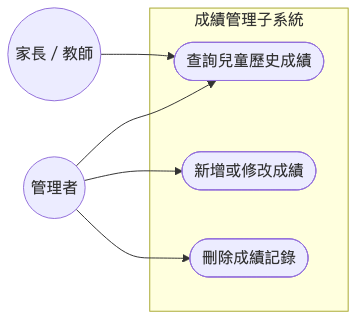 成績管理子系統
家長 / 教師
查詢兒童歷史成績
管理者
新增或修改成績
刪除成績記錄